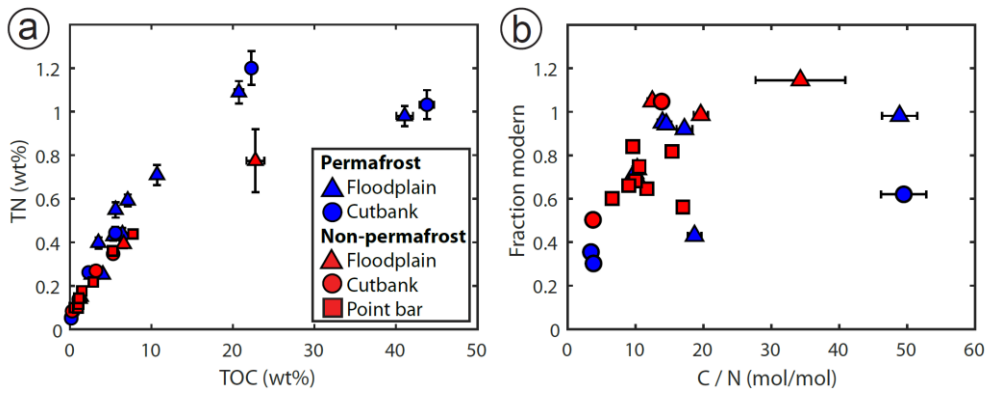 a
TN (wt%)
1.2
1
0.8
0.6
0.4
0.2
0
0 10 20 30 40 50
TOC (wt%)
Permafrost
Floodplain
Cutbank
Non-permafrost
Floodplain
Cutbank
Point bar
b
Fraction modern
1.2
1
0.8
0.6
0.4
0.2
0
0 10 20 30 40 50 60
C / N (mol/mol)